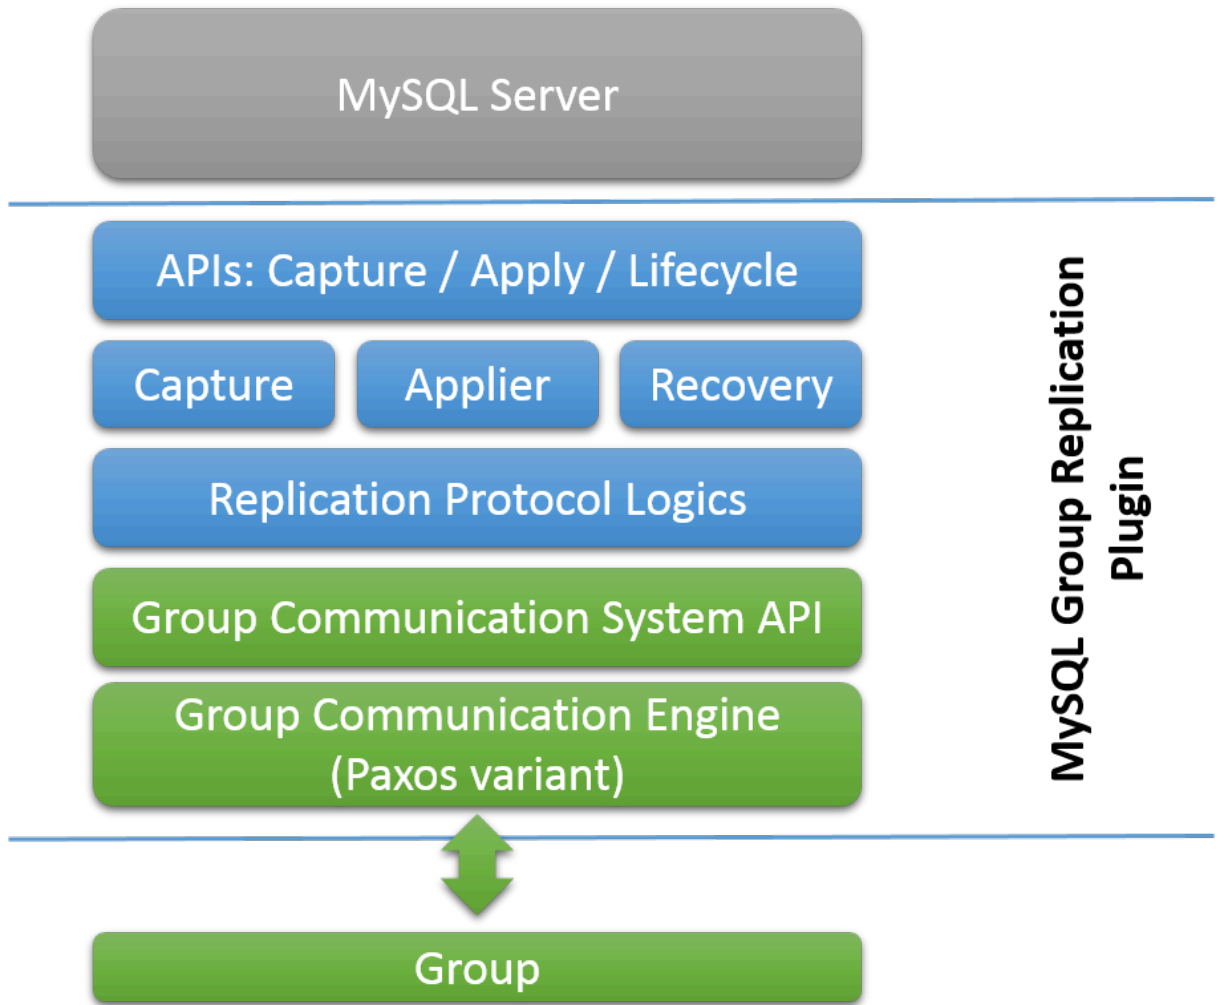 MySQL Server
APIs: Capture / Apply / Lifecycle
Capture
Applier
Recovery
Replication Protocol Logics
Group Communication System API
Group Communication Engine
(Paxos variant)
Group
MySQL Group Replication
Plugin